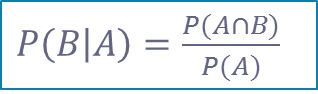 P(B|A) = P(A∩B) / P(A)